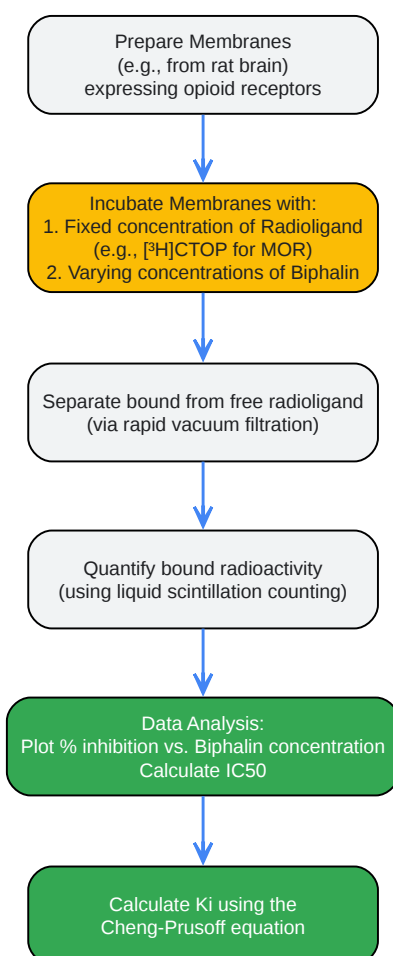 Prepare Membranes
(e.g., from rat brain)
expressing opioid receptors
Incubate Membranes with:
1. Fixed concentration of Radioligand
(e.g., [³H]CTOP for MOR)
2. Varying concentrations of Biphalin
Separate bound from free radioligand
(via rapid vacuum filtration)
Quantify bound radioactivity
(using liquid scintillation counting)
Data Analysis:
Plot % inhibition vs. Biphalin concentration
Calculate IC50
Calculate Ki using the
Cheng-Prusoff equation